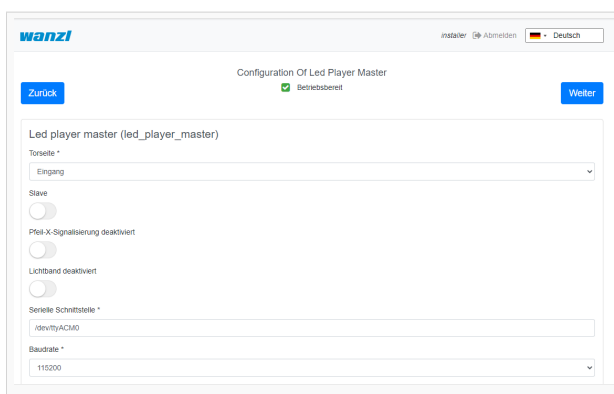 wanzl
installer Abmelden Deutsch
Configuration Of Led Player Master
Betriebsbereit
Zurück
Weiter
Led player master (led_player_master)
Torseite *
Eingang
Slave
Pfeil-X-Signalisierung deaktiviert
Lichtband deaktiviert
Serielle Schnittstelle *
/dev/ttyACM0
Baudrate *
115200